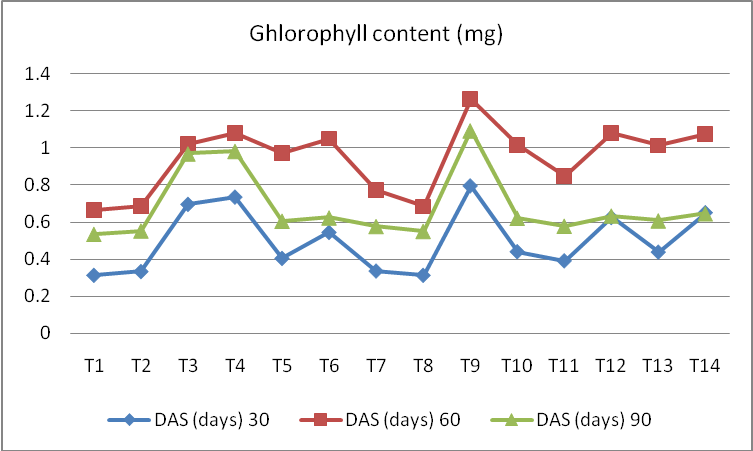 Ghlorophyll content (mg)
1.4
1.2
1
0.8
0.6
0.4
0.2
0
T1 T2 T3 T4 T5 T6 T7 T8 T9 T10 T11 T12 T13 T14
DAS (days) 30 DAS (days) 60 DAS (days) 90